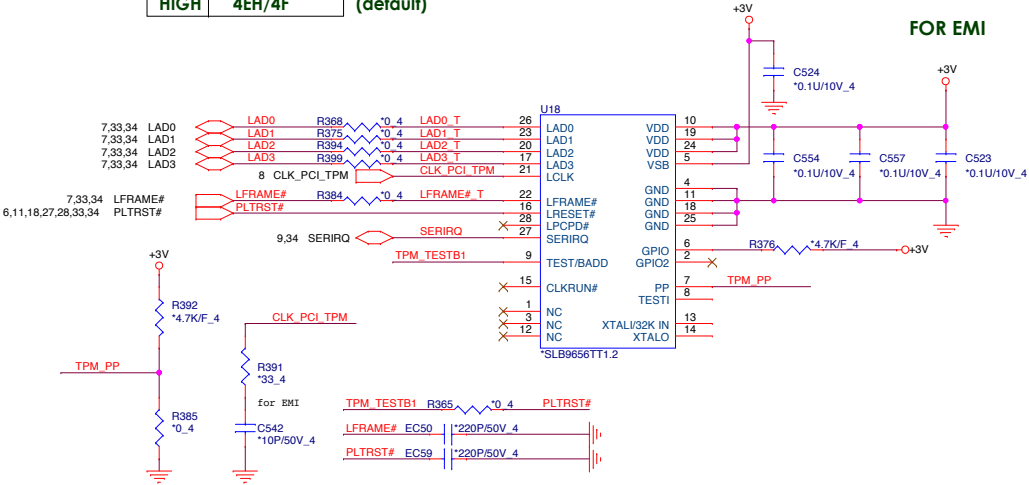 HIGH 4EH/4F (default)
FOR EMI
+3V
C524
*0.1U/10V_4
+3V
U18
7,33,34 LAD0 LAD0 R368 *0_4 LAD0_T 26 LAD0 VDD 10
7,33,34 LAD1 LAD1 R375 *0_4 LAD1_T 23 LAD1 VDD 19
7,33,34 LAD2 LAD2 R394 *0_4 LAD2_T 20 LAD2 VDD 24
7,33,34 LAD3 LAD3 R399 *0_4 LAD3_T 17 LAD3 VSB 5
8 CLK_PCI_TPM CLK_PCI_TPM 21 LCLK
C554 *0.1U/10V_4
C557 *0.1U/10V_4
C523 *0.1U/10V_4
GND 4
7,33,34 LFRAME# LFRAME# R384 *0_4 LFRAME#_T 22 LFRAME# GND 11
6,11,18,27,28,33,34 PLTRST# PLTRST# 16 LRESET# GND 18
28 LPCPD# GND 25
9,34 SERIRQ SERIRQ 27 SERIRQ
GPIO 6 R376 *4.7K/F_4 +3V
TPM_TESTB1 9 TEST/BADD GPIO2 2
15 CLKRUN# PP 7 TPM_PP
TESTI 8
1 NC
3 NC XTALI/32K IN 13
12 NC XTALO 14
*SLB9656TT1.2
+3V
R392
*4.7K/F_4
TPM_PP
R385
*0_4
CLK_PCI_TPM
R391
*33_4
for EMI
C542
*10P/50V_4
TPM_TESTB1 R365 *0_4 PLTRST#
LFRAME# EC50 *220P/50V_4
PLTRST# EC59 *220P/50V_4